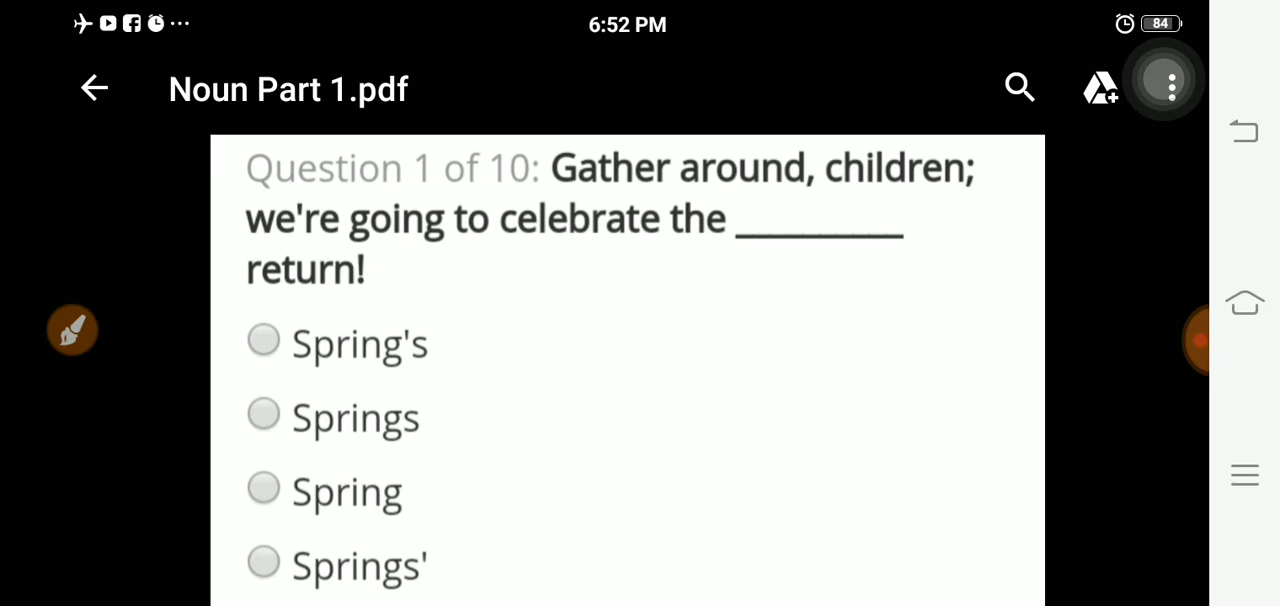 6:52 PM
84
Noun Part 1.pdf
Question 1 of 10: Gather around, children;
we're going to celebrate the __________
return!
Spring's
Springs
Spring
Springs'